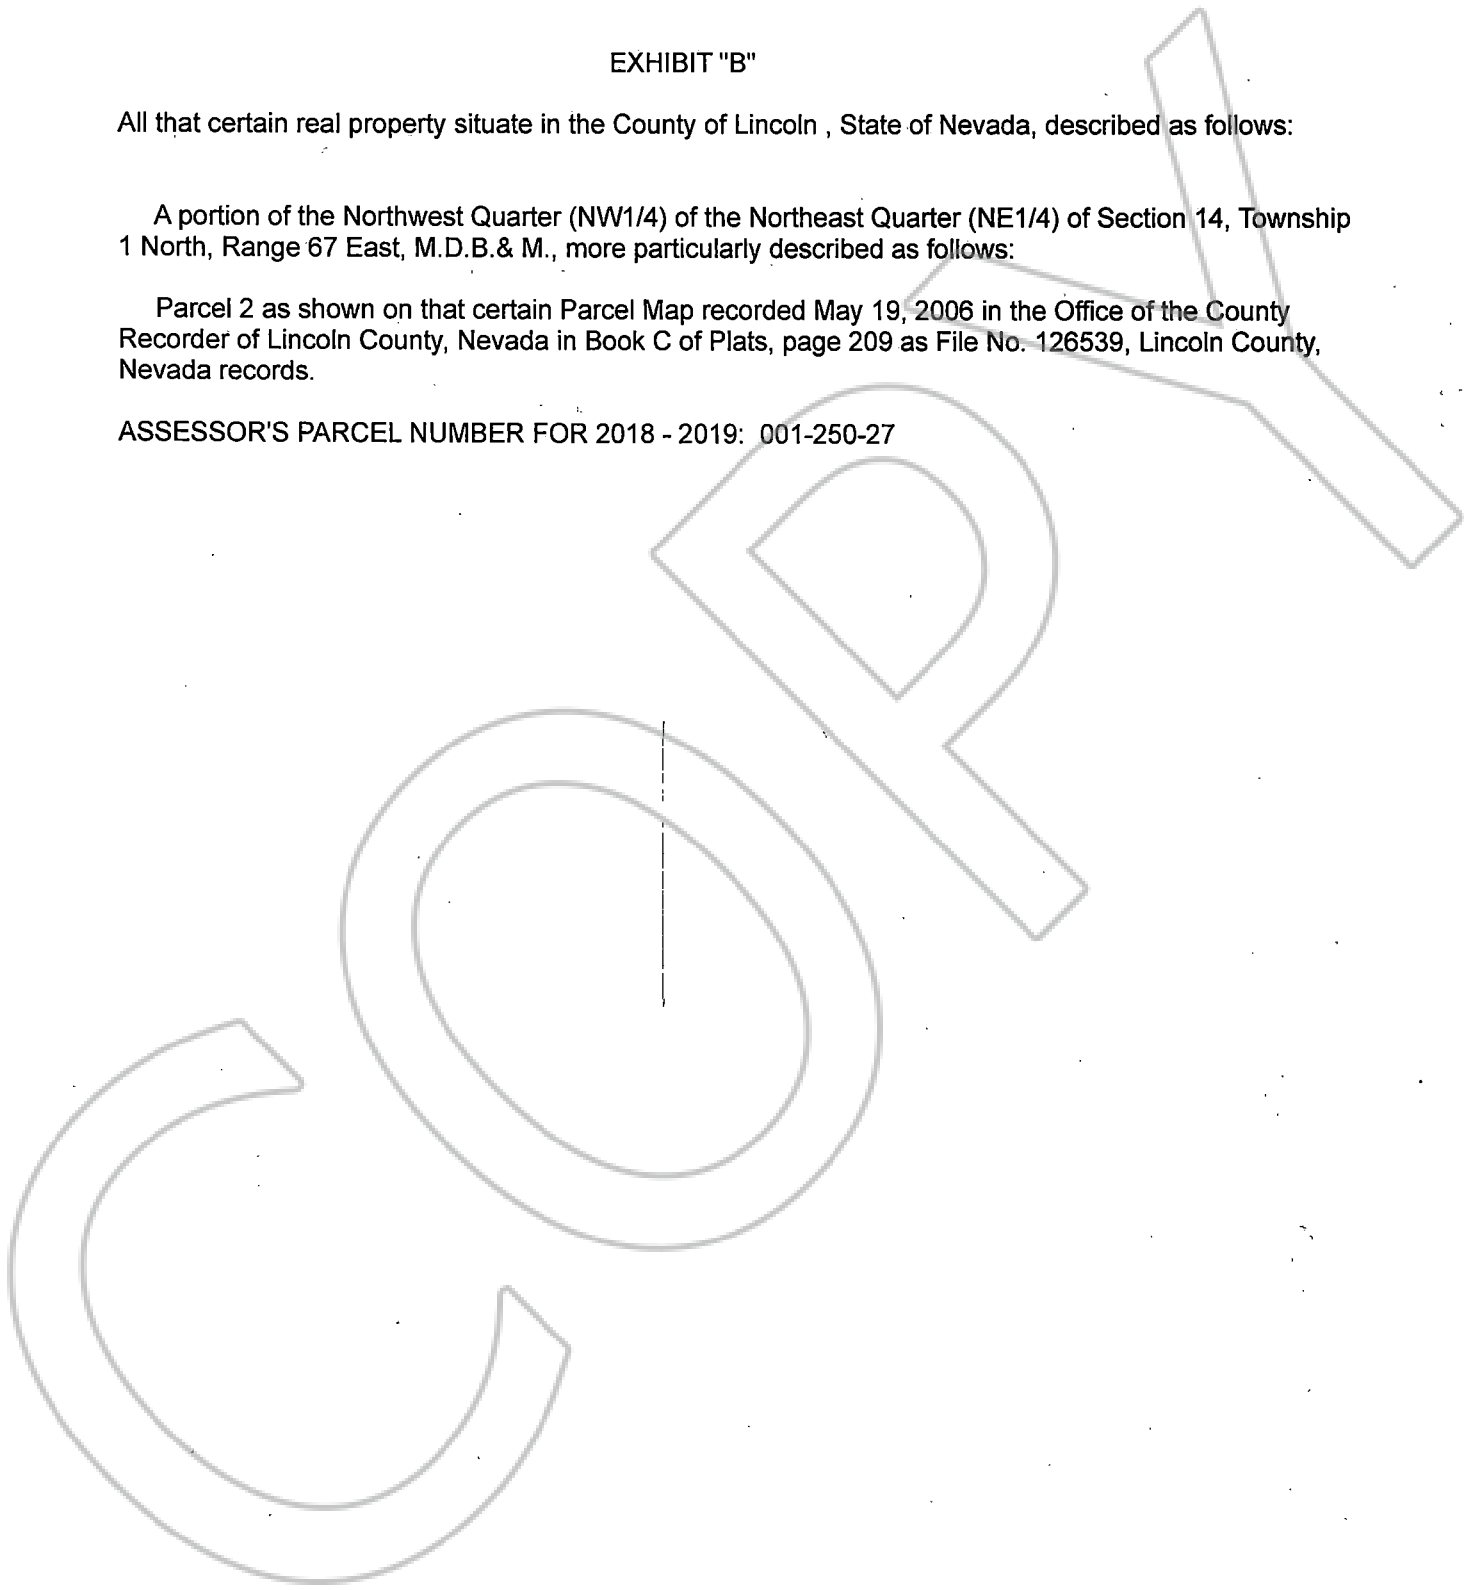 EXHIBIT "B"
All that certain real property situate in the County of Lincoln , State of Nevada, described as follows:
A portion of the Northwest Quarter (NW1/4) of the Northeast Quarter (NE1/4) of Section 14, Township
1 North, Range 67 East, M.D.B.& M., more particularly described as follows:
Parcel 2 as shown on that certain Parcel Map recorded May 19, 2006 in the Office of the County
Recorder of Lincoln County, Nevada in Book C of Plats, page 209 as File No. 126539, Lincoln County,
Nevada records.
ASSESSOR'S PARCEL NUMBER FOR 2018 - 2019: 001-250-27
COPY